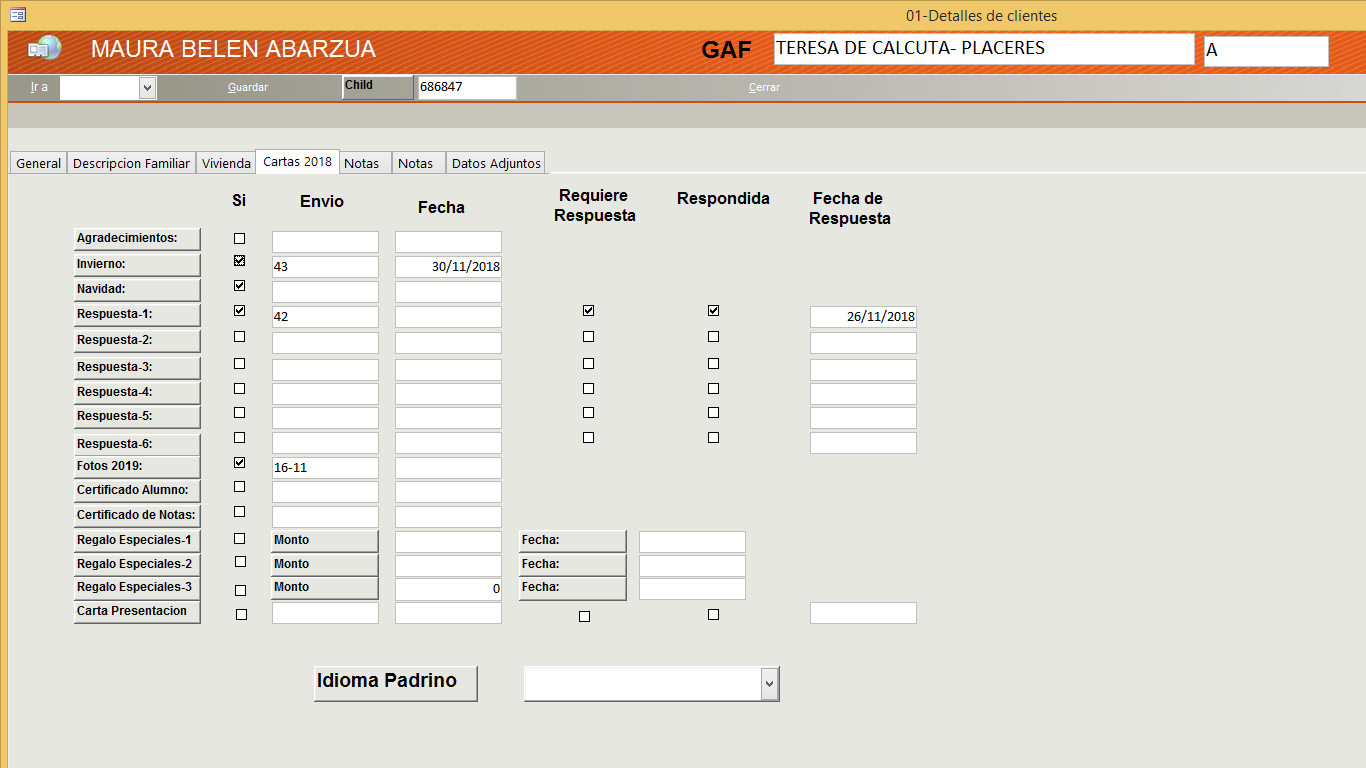 01-Detalles de clientes
MAURA BELEN ABARZUA
GAF
TERESA DE CALCUTA- PLACERES
A
Ir a
Guardar
Child
686847
Cerrar
General
Descripcion Familiar
Vivienda
Cartas 2018
Notas
Notas
Datos Adjuntos
Si
Envio
Fecha
Requiere
Respuesta
Respondida
Fecha de
Respuesta
Agradecimientos:
Invierno:
43
30/11/2018
Navidad:
Respuesta-1:
42
26/11/2018
Respuesta-2:
Respuesta-3:
Respuesta-4:
Respuesta-5:
Respuesta-6:
Fotos 2019:
16-11
Certificado Alumno:
Certificado de Notas:
Regalo Especiales-1
Monto
Fecha:
Regalo Especiales-2
Monto
Fecha:
Regalo Especiales-3
Monto
0
Fecha:
Carta Presentacion
Idioma Padrino